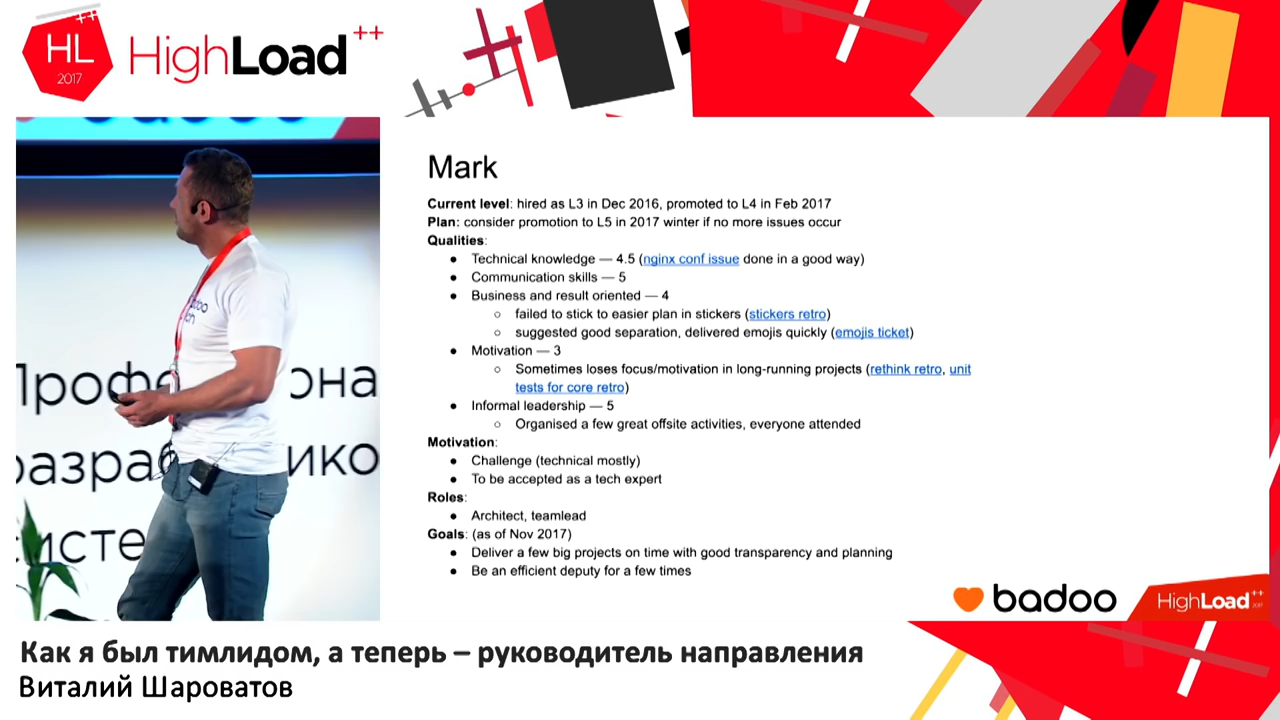 HL
2017
HighLoad++
Mark
Current level: hired as L3 in Dec 2016, promoted to L4 in Feb 2017
Plan: consider promotion to L5 in 2017 winter if no more issues occur
Qualities:
● Technical knowledge — 4.5 (nginx conf issue done in a good way)
● Communication skills — 5
● Business and result oriented — 4
○ failed to stick to easier plan in stickers (stickers retro)
○ suggested good separation, delivered emojis quickly (emojis ticket)
● Motivation — 3
○ Sometimes loses focus/motivation in long-running projects (rethink retro, unit
tests for core retro)
● Informal leadership — 5
○ Organised a few great offsite activities, everyone attended
Motivation:
● Challenge (technical mostly)
● To be accepted as a tech expert
Roles:
● Architect, teamlead
Goals: (as of Nov 2017)
● Deliver a few big projects on time with good transparency and planning
● Be an efficient deputy for a few times
badoo
HighLoad++
Как я был тимлидом, а теперь – руководитель направления
Виталий Шароватов